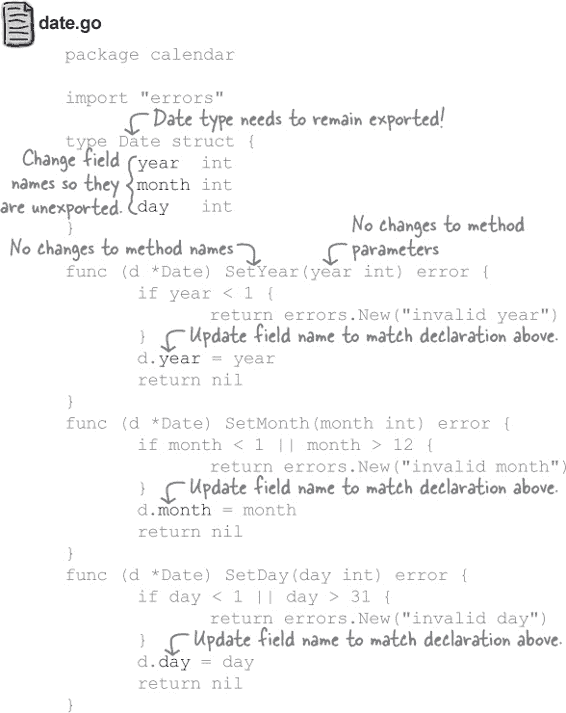 date.go
package calendar
import "errors"
Date type needs to remain exported!
type Date struct {
Change field names so they are unexported.
year int
month int
day int
}
No changes to method names
No changes to method parameters
func (d *Date) SetYear(year int) error {
if year < 1 {
return errors.New("invalid year")
} Update field name to match declaration above.
d.year = year
return nil
}
func (d *Date) SetMonth(month int) error {
if month < 1 || month > 12 {
return errors.New("invalid month")
} Update field name to match declaration above.
d.month = month
return nil
}
func (d *Date) SetDay(day int) error {
if day < 1 || day > 31 {
return errors.New("invalid day")
} Update field name to match declaration above.
d.day = day
return nil
}